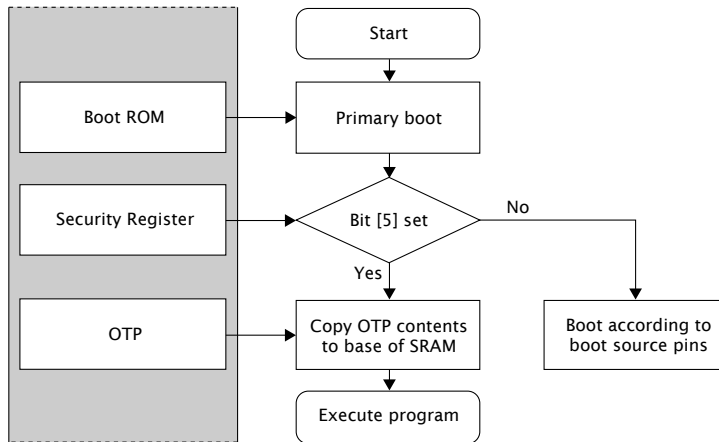 Start
Boot ROM
Primary boot
Security Register
Bit [5] set
No
Yes
OTP
Copy OTP contents
to base of SRAM
Boot according to
boot source pins
Execute program